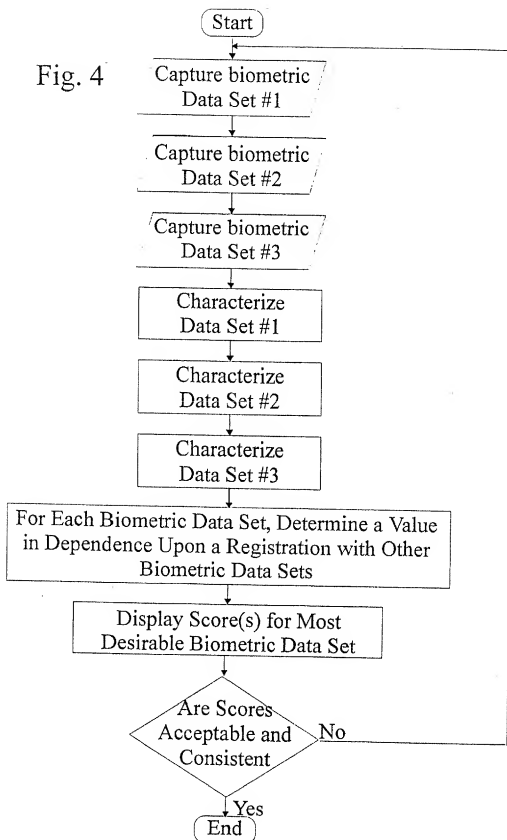 Start
Fig. 4
Capture biometric
Data Set #1
Capture biometric
Data Set #2
Capture biometric
Data Set #3
Characterize
Data Set #1
Characterize
Data Set #2
Characterize
Data Set #3
For Each Biometric Data Set, Determine a Value
in Dependence Upon a Registration with Other
Biometric Data Sets
Display Score(s) for Most
Desirable Biometric Data Set
Are Scores
Acceptable and
Consistent
No
Yes
End